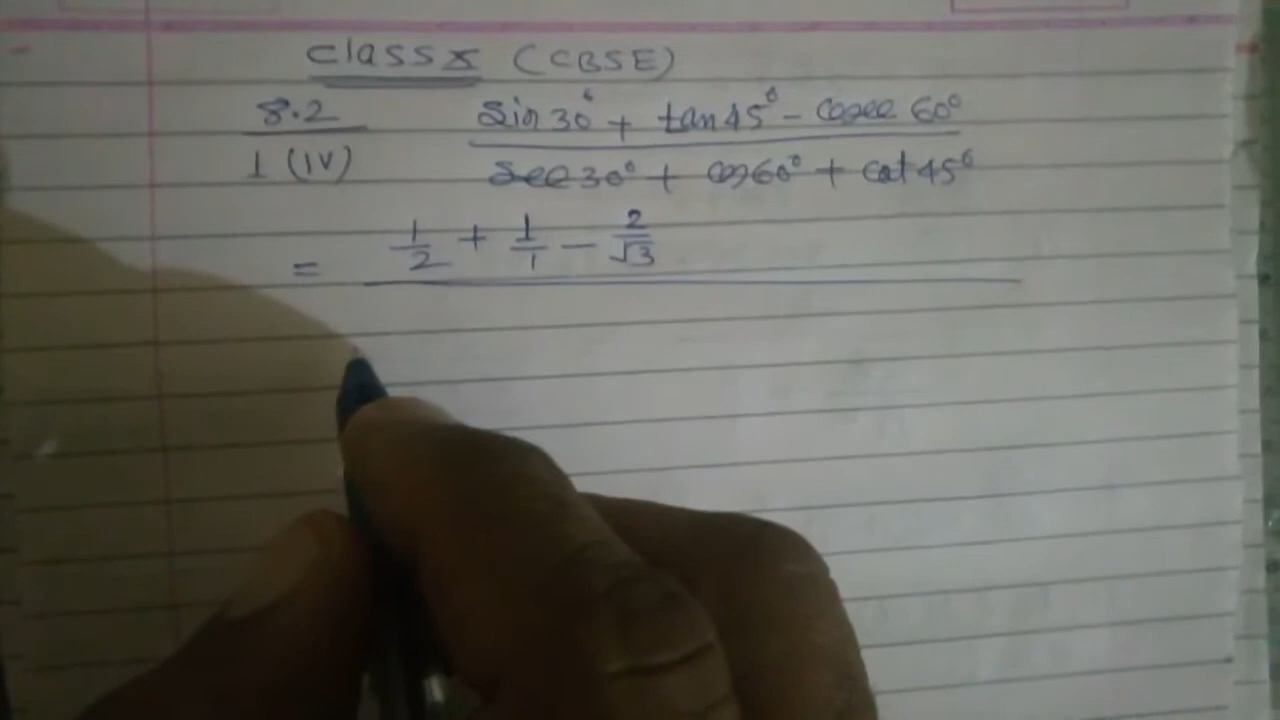 Class X (CBSE)
8.2
1 (IV)
sin 30° + tan 45° - cosec 60°
sec 30° + cos 60° + cot 45°
= 1/2 + 1/1 - 2/√3